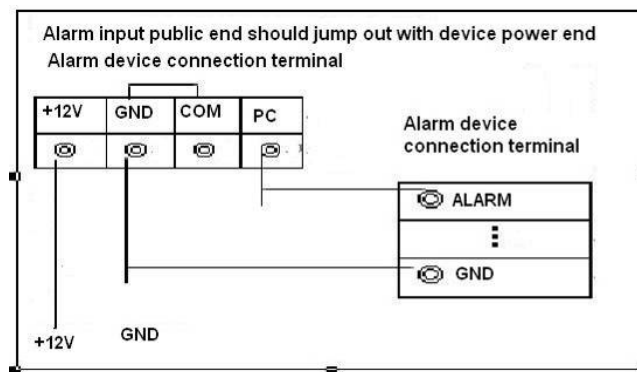 Alarm input public end should jump out with device power end
Alarm device connection terminal
+12V GND COM PC
Alarm device
connection terminal
ALARM
GND
+12V GND